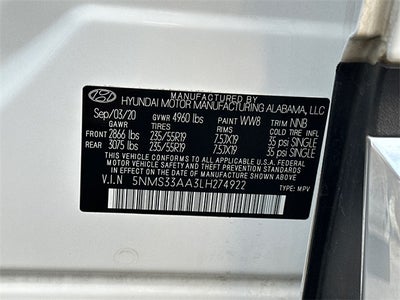 MANUFACTURED BY
HYUNDAI MOTOR MANUFACTURING ALABAMA, LLC
Sep/03/20 GVWR 4960 lbs PAINT WW8 TRIM NNB
GAWR TIRES RIMS COLD TIRE INFLATION
FRONT 2866 lbs 235/55R19 7.5JX19 35 psi SINGLE
REAR 3075 lbs 235/55R19 7.5JX19 35 psi SINGLE
THIS VEHICLE CONFORMS TO ALL APPLICABLE U.S.A. FEDERAL
MOTOR VEHICLE SAFETY, BUMPER, AND THEFT PREVENTION STANDARDS
IN EFFECT ON THE DATE OF MANUFACTURE SHOWN ABOVE.
V.I.N 5NMS33AA3LH274922 TYPE: MPV